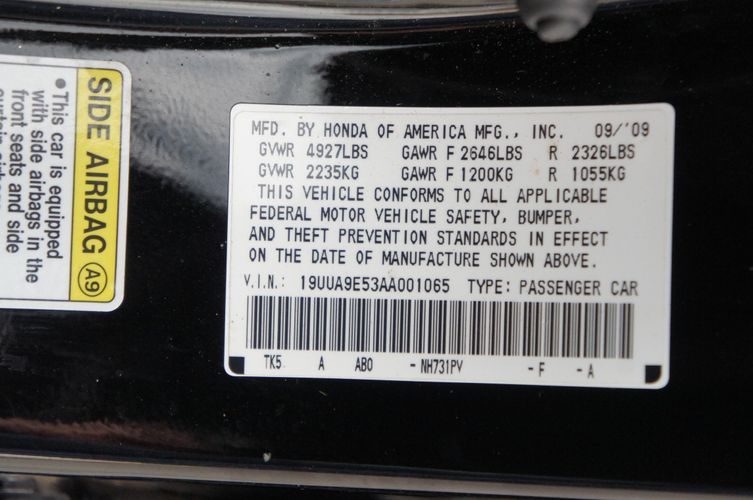 SIDE AIRBAG A9
•This car is equipped
with side airbags in the
front seats and side
MFD. BY HONDA OF AMERICA MFG., INC. 09/'09
GVWR 4927LBS GAWR F 2646LBS R 2326LBS
GVWR 2235KG GAWR F 1200KG R 1055KG
THIS VEHICLE CONFORMS TO ALL APPLICABLE
FEDERAL MOTOR VEHICLE SAFETY, BUMPER,
AND THEFT PREVENTION STANDARDS IN EFFECT
ON THE DATE OF MANUFACTURE SHOWN ABOVE.
V.I.N.: 19UUA9E53AA001065 TYPE: PASSENGER CAR
TK5 A AB0 -NH731PV -F -A